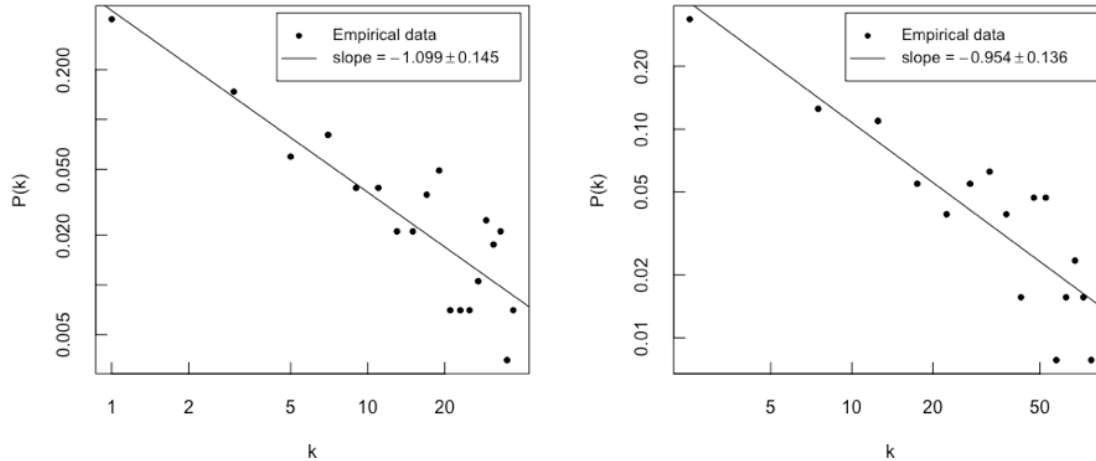 Empirical data
slope = −1.099 ± 0.145
P(k)
0.200
0.050
0.020
0.005
1 2 5 10 20
k
Empirical data
slope = −0.954 ± 0.136
P(k)
0.20
0.10
0.05
0.02
0.01
5 10 20 50
k